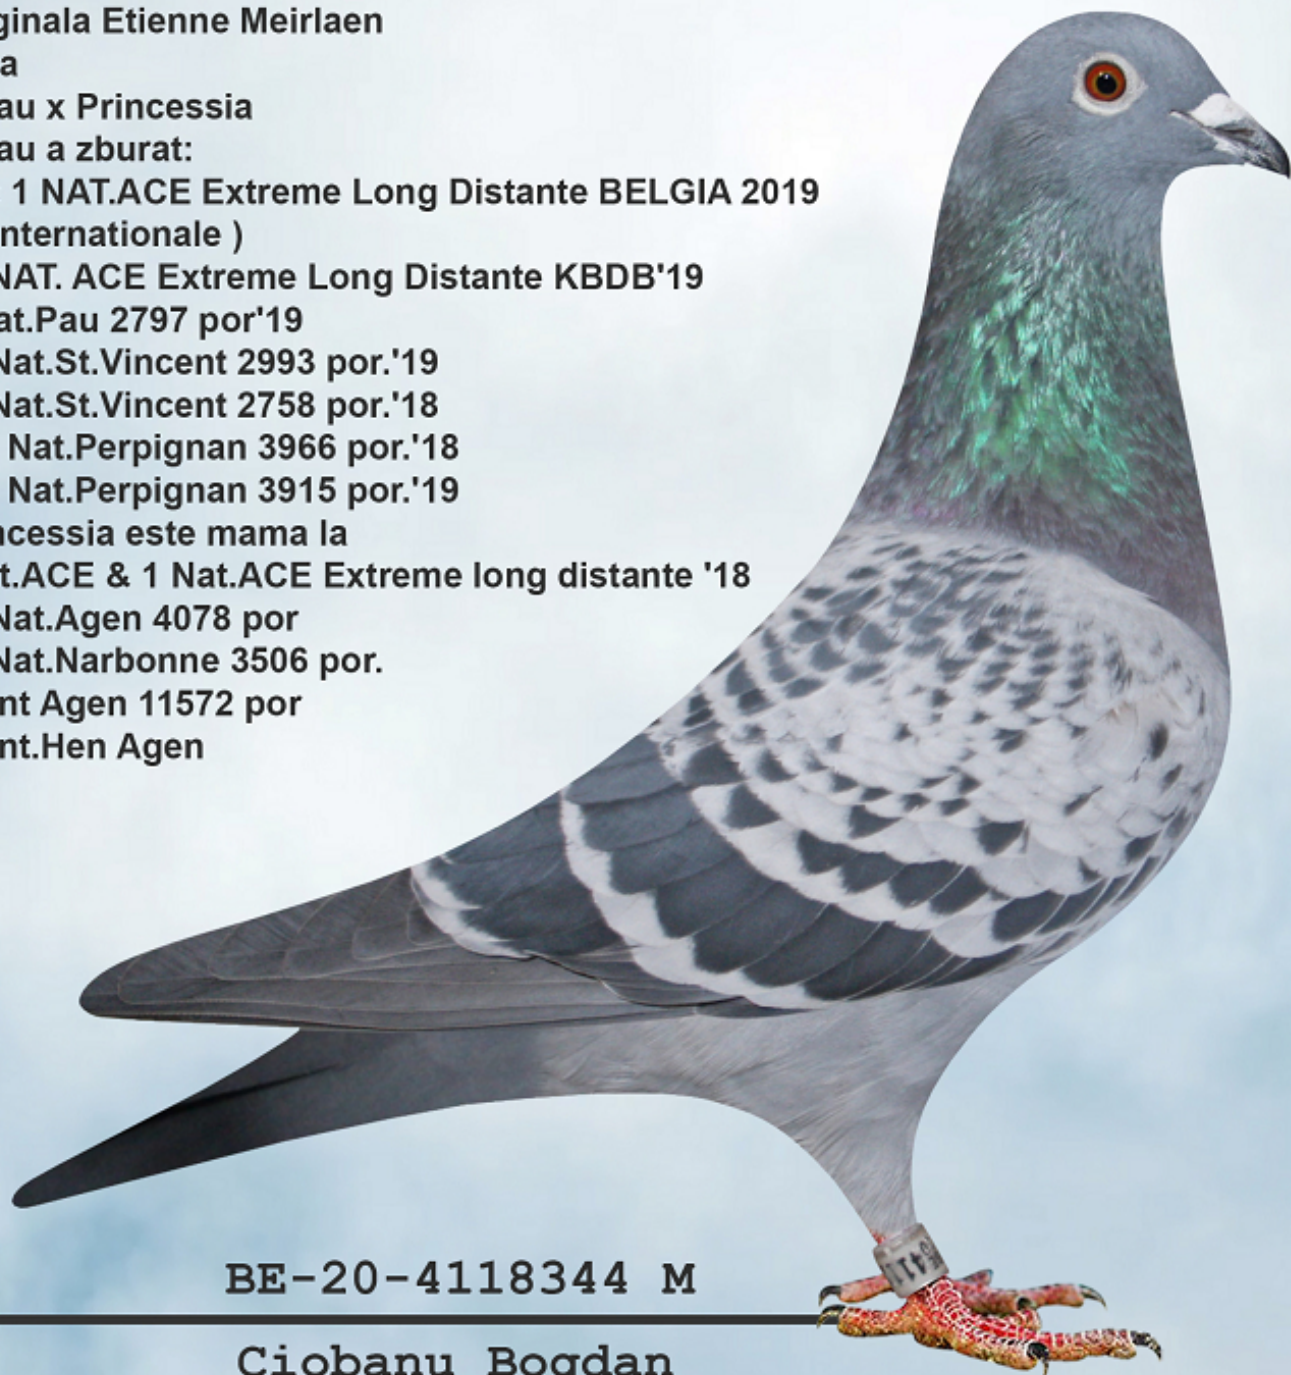 ginala Etienne Meirlaen
a
au x Princessia
au a zburat:
1 NAT.ACE Extreme Long Distante BELGIA 2019
nternationale )
NAT. ACE Extreme Long Distante KBDB'19
at.Pau 2797 por'19
Nat.St.Vincent 2993 por.'19
Nat.St.Vincent 2758 por.'18
Nat.Perpignan 3966 por.'18
Nat.Perpignan 3915 por.'19
ncessia este mama la
t.ACE & 1 Nat.ACE Extreme long distante '18
Nat.Agen 4078 por
Nat.Narbonne 3506 por.
nt Agen 11572 por
nt.Hen Agen
BE-20-4118344 M
Ciobanu Bogdan